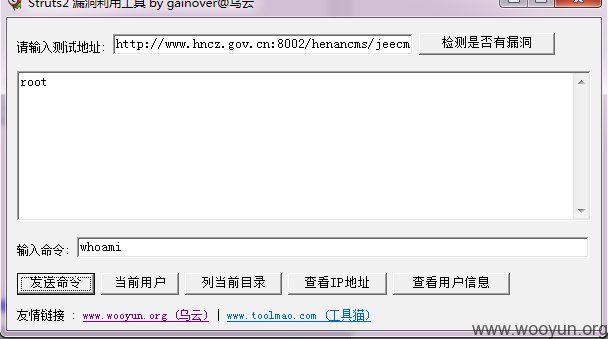 Struts2 漏洞利用工具 by gainover@乌云
请输入测试地址: http://www.hncz.gov.cn:8002/henancms/jeecm 检测是否有漏洞
root
输入命令: whoami
发送命令 当前用户 列当前目录 查看IP地址 查看用户信息
友情链接 : www.wooyun.org (乌云) | www.toolmao.com (工具猫)
www.wooyun.org